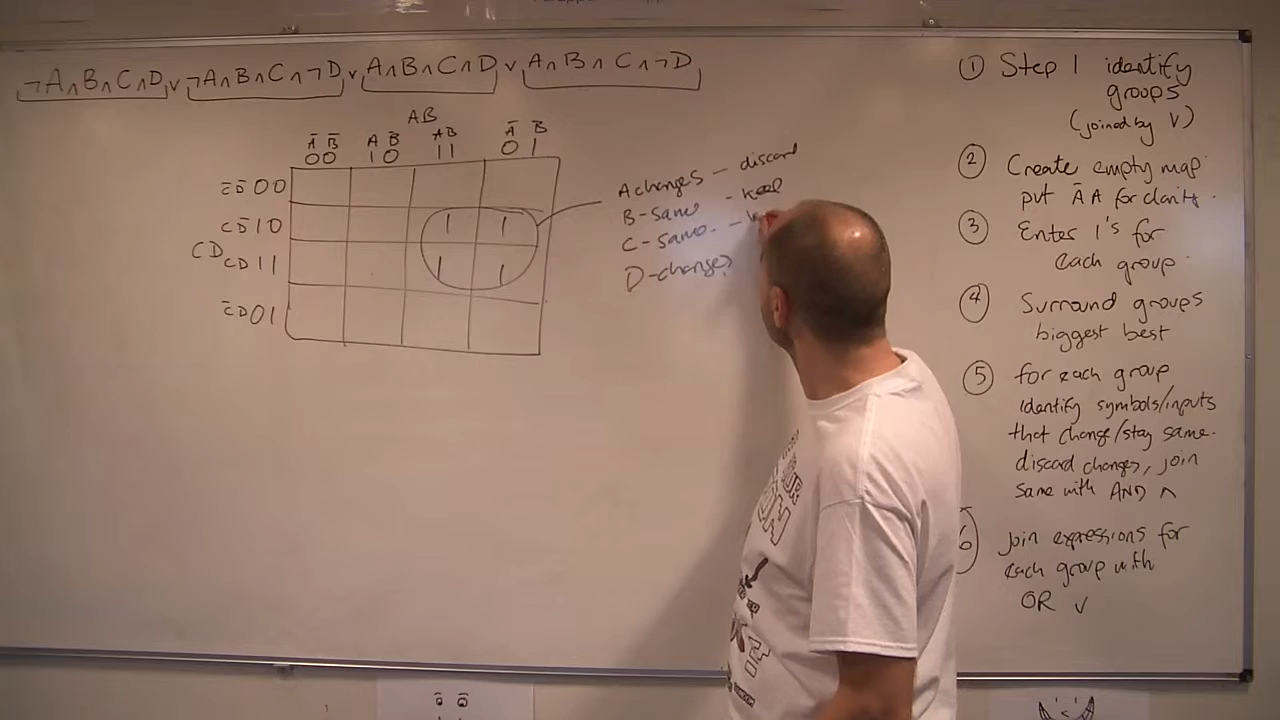 ¬A∧B∧C∧D ∨ ¬A∧B∧C∧¬D ∨ A∧B∧C∧D ∨ A∧B∧C∧¬D
AB
A̅ B̅ A B̅ AB A̅ B
00 10 11 01
C̅D̅ 00
CD̅ 10 1 1
CD
CD 11 1 1
C̅D 01
A changes - discard
B - same - keep
C - same. -
D - changes
① Step 1 identify
groups
(joined by V)
② Create empty map
put A̅ A for clarity.
③ Enter 1's for
each group
④ Surround groups
biggest best
⑤ for each group
identify symbols/inputs
that change/stay same.
discard changes, join
same with AND ∧
⑥ join expressions for
each group with
OR ∨